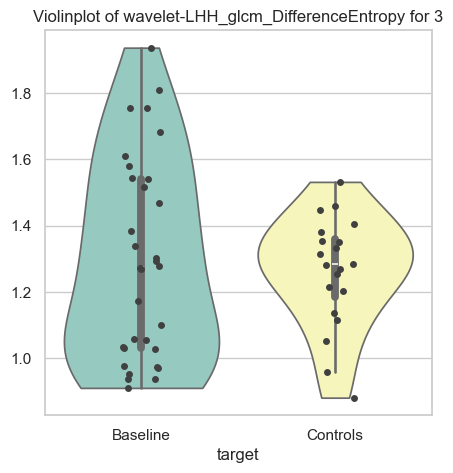 Violinplot of wavelet-LHH_glcm_DifferenceEntropy for 3
1.8
1.6
1.4
1.2
1.0
Baseline
Controls
target